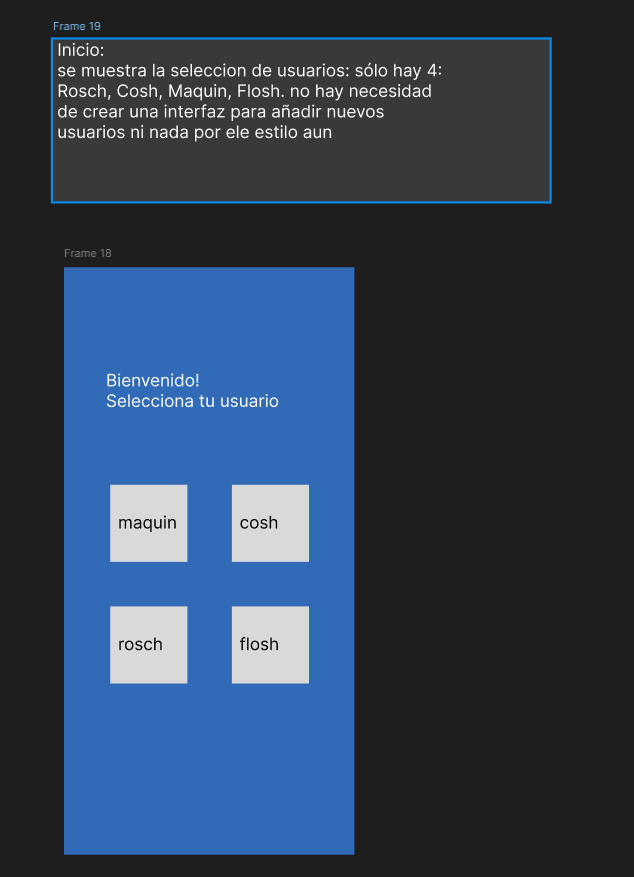 Frame 19
Inicio:
se muestra la seleccion de usuarios: sólo hay 4:
Rosch, Cosh, Maquin, Flosh. no hay necesidad
de crear una interfaz para añadir nuevos
usuarios ni nada por ele estilo aun
Frame 18
Bienvenido!
Selecciona tu usuario
maquin
cosh
rosch
flosh